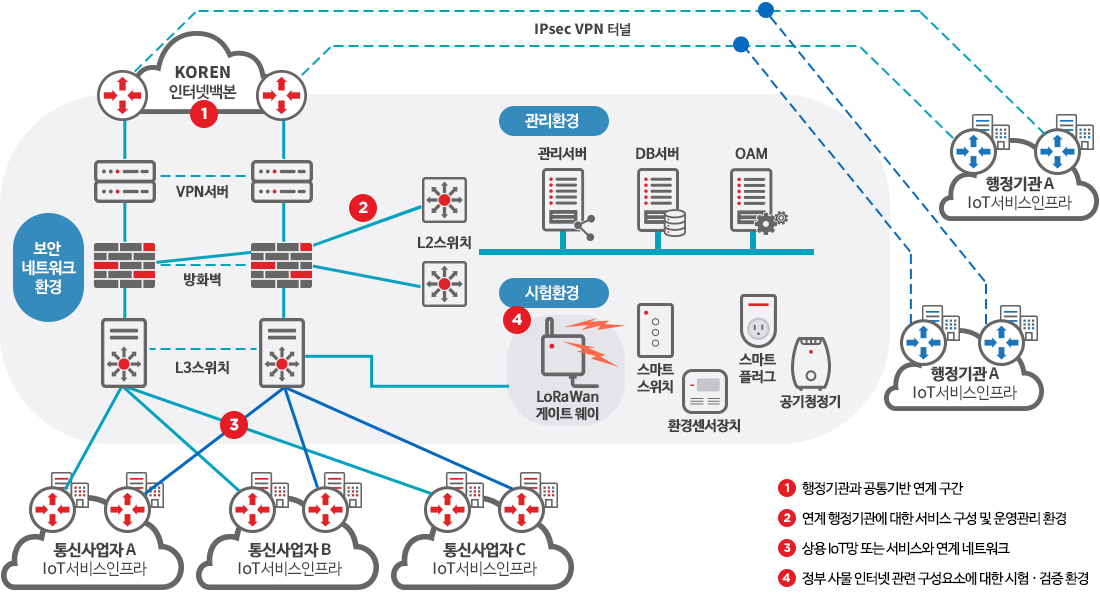 IPsec VPN 터널
KOREN
인터넷백본
1
VPN서버
보안
네트워크
환경
방화벽
2
L2스위치
L3스위치
관리환경
관리서버
DB서버
OAM
시험환경
4
LoRaWan
게이트 웨이
스마트
스위치
환경센서장치
스마트
플러그
공기청정기
행정기관 A
IoT서비스인프라
행정기관 A
IoT서비스인프라
3
통신사업자 A
IoT서비스인프라
통신사업자 B
IoT서비스인프라
통신사업자 C
IoT서비스인프라
1 행정기관과 공통기반 연계 구간
2 연계 행정기관에 대한 서비스 구성 및 운영관리 환경
3 상용 IoT망 또는 서비스와 연계 네트워크
4 정부 사물 인터넷 관련 구성요소에 대한 시험 · 검증 환경